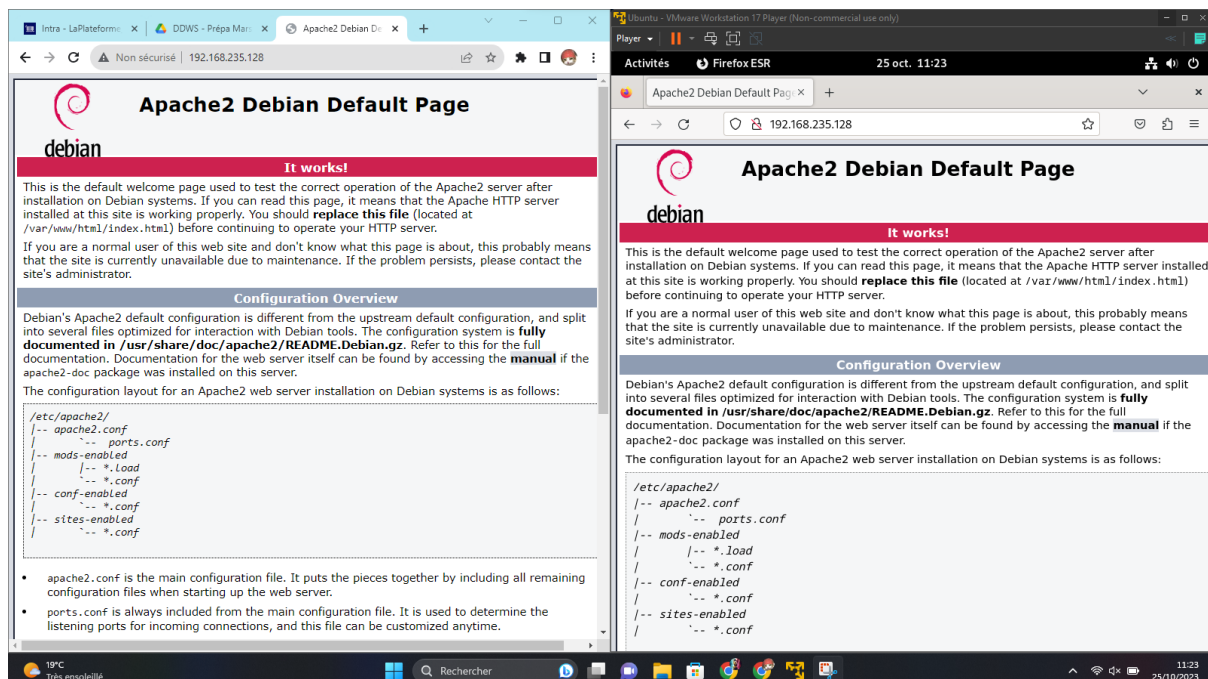 Intra - LaPlateforme
DDWS - Prépa Mars
Apache2 Debian De
Non sécurisé
192.168.235.128
debian
Apache2 Debian Default Page
It works!
This is the default welcome page used to test the correct operation of the Apache2 server after
installation on Debian systems. If you can read this page, it means that the Apache HTTP server
installed at this site is working properly. You should replace this file (located at
/var/www/html/index.html) before continuing to operate your HTTP server.
If you are a normal user of this web site and don't know what this page is about, this probably means
that the site is currently unavailable due to maintenance. If the problem persists, please contact the
site's administrator.
Configuration Overview
Debian's Apache2 default configuration is different from the upstream default configuration, and split
into several files optimized for interaction with Debian tools. The configuration system is fully
documented in /usr/share/doc/apache2/README.Debian.gz. Refer to this for the full
documentation. Documentation for the web server itself can be found by accessing the manual if the
apache2-doc package was installed on this server.
The configuration layout for an Apache2 web server installation on Debian systems is as follows:
/etc/apache2/
|-- apache2.conf
|       `--  ports.conf
|-- mods-enabled
|       |-- *.load
|       `-- *.conf
|-- conf-enabled
|       `-- *.conf
|-- sites-enabled
|       `-- *.conf
• apache2.conf is the main configuration file. It puts the pieces together by including all remaining
configuration files when starting up the web server.
• ports.conf is always included from the main configuration file. It is used to determine the
listening ports for incoming connections, and this file can be customized anytime.
Ubuntu - VMware Workstation 17 Player (Non-commercial use only)
Player
Activités
Firefox ESR
25 oct. 11:23
Apache2 Debian Default Pag
192.168.235.128
debian
Apache2 Debian Default Page
It works!
This is the default welcome page used to test the correct operation of the Apache2 server after
installation on Debian systems. If you can read this page, it means that the Apache HTTP server installed
at this site is working properly. You should replace this file (located at /var/www/html/index.html)
before continuing to operate your HTTP server.
If you are a normal user of this web site and don't know what this page is about, this probably means
that the site is currently unavailable due to maintenance. If the problem persists, please contact the
site's administrator.
Configuration Overview
Debian's Apache2 default configuration is different from the upstream default configuration, and split
into several files optimized for interaction with Debian tools. The configuration system is fully
documented in /usr/share/doc/apache2/README.Debian.gz. Refer to this for the full
documentation. Documentation for the web server itself can be found by accessing the manual if the
apache2-doc package was installed on this server.
The configuration layout for an Apache2 web server installation on Debian systems is as follows:
/etc/apache2/
|-- apache2.conf
|       `--  ports.conf
|-- mods-enabled
|       |-- *.load
|       `-- *.conf
|-- conf-enabled
|       `-- *.conf
|-- sites-enabled
|       `-- *.conf
19°C
Très ensoleillé
Rechercher
11:23
25/10/2023